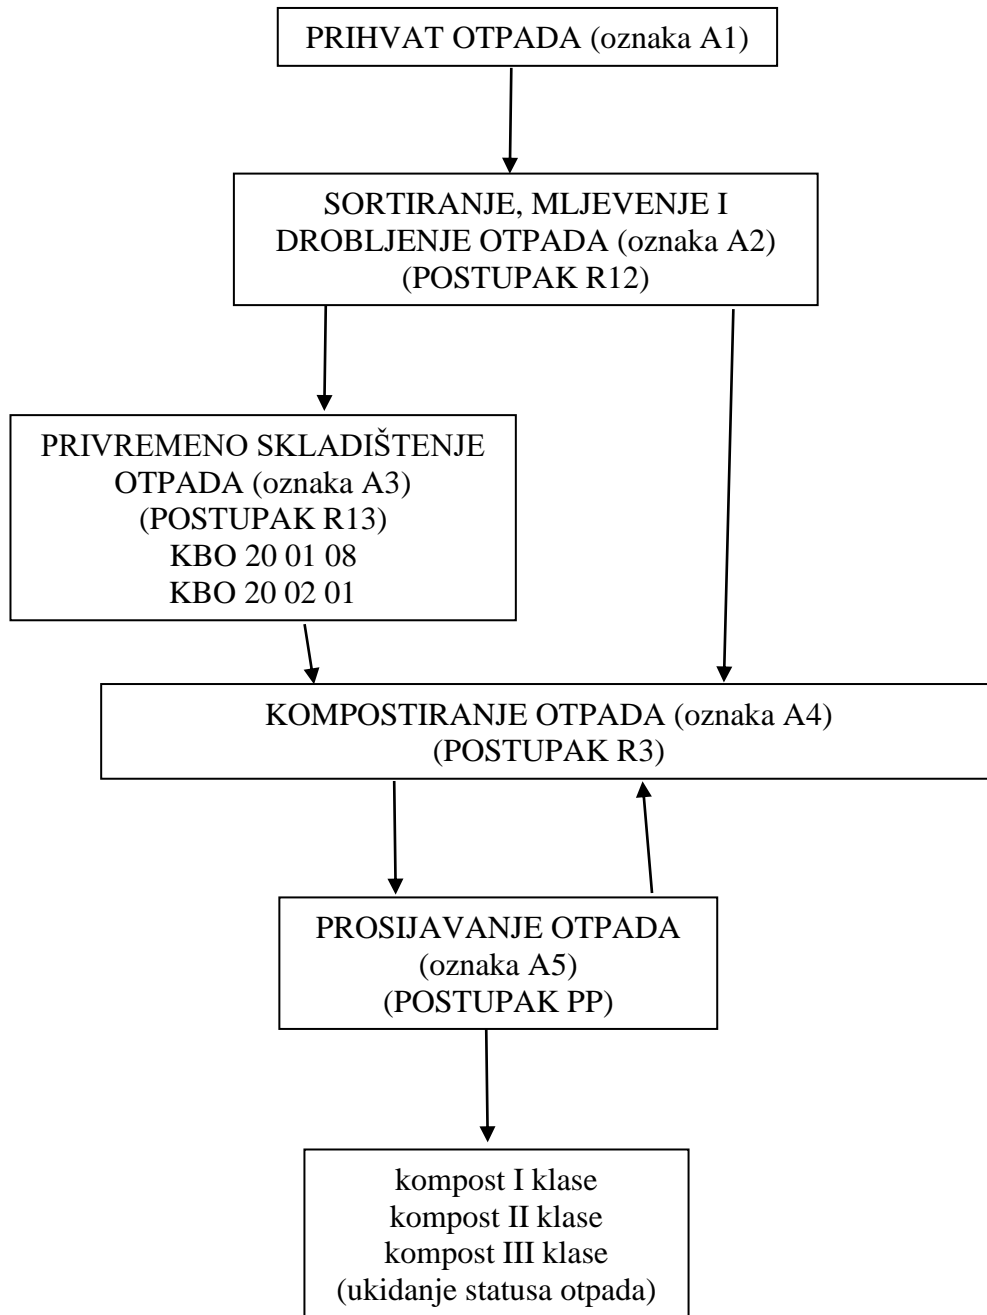 PRIHVAT OTPADA (oznaka A1)
SORTIRANJE, MLJEVENJE I
DROBLJENJE OTPADA (oznaka A2)
(POSTUPAK R12)
PRIVREMENO SKLADIŠTENJE
OTPADA (oznaka A3)
(POSTUPAK R13)
KBO 20 01 08
KBO 20 02 01
KOMPOSTIRANJE OTPADA (oznaka A4)
(POSTUPAK R3)
PROSIJAVANJE OTPADA
(oznaka A5)
(POSTUPAK PP)
kompost I klase
kompost II klase
kompost III klase
(ukidanje statusa otpada)